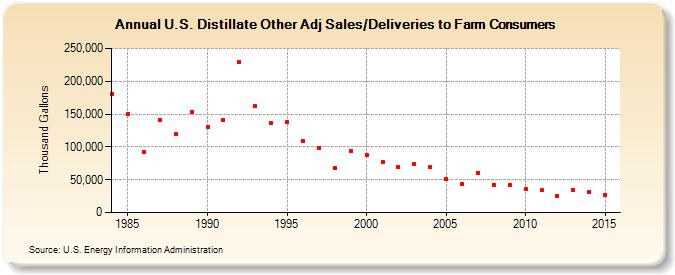 Annual U.S. Distillate Other Adj Sales/Deliveries to Farm Consumers
Thousand Gallons
250,000
200,000
150,000
100,000
50,000
0
1985 1990 1995 2000 2005 2010 2015
Source: U.S. Energy Information Administration